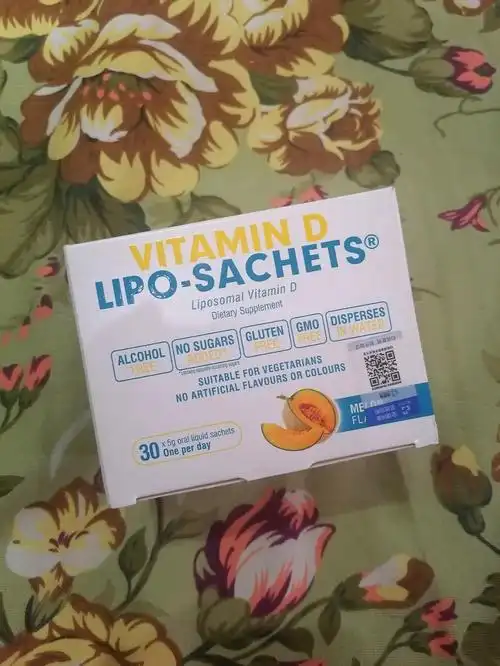 VITAMIN D
LIPO-SACHETS®
Liposomal Vitamin D
Dietary Supplement
ALCOHOL
FREE
NO SUGARS
ADDED*
GLUTEN
FREE
GMO
FREE
DISPERSES
IN WATER
SUITABLE FOR VEGETARIANS
NO ARTIFICIAL FLAVOURS OR COLOURS
30 x 5g oral liquid sachets
One per day